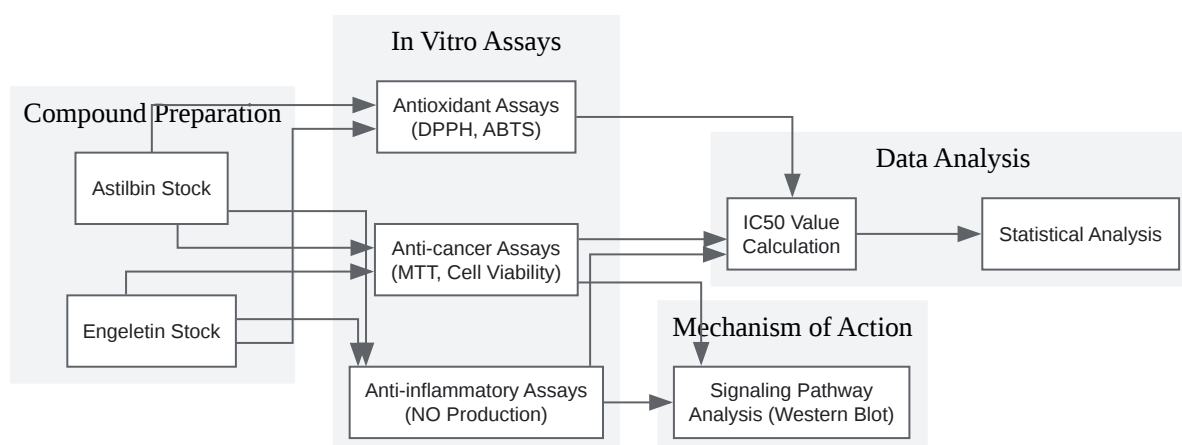 In Vitro Assays
Compound Preparation
Antioxidant Assays
(DPPH, ABTS)
Data Analysis
Astilbin Stock
IC50 Value
Calculation
Statistical Analysis
Anti-cancer Assays
(MTT, Cell Viability)
Engeletin Stock
Mechanism of Action
Anti-inflammatory Assays
(NO Production)
Signaling Pathway
Analysis (Western Blot)